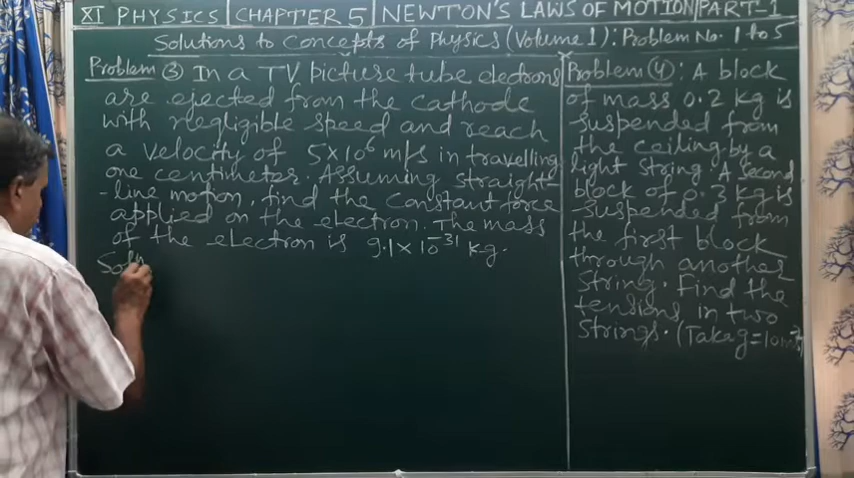 XI PHYSICS | CHAPTER 5 | NEWTON'S LAWS OF MOTION | PART-1
Solutions to Concepts of Physics (Volume 1): Problem No. 1 to 5
Problem ③ In a TV picture tube electrons
are ejected from the cathode
with negligible speed and reach
a velocity of 5×10⁶ m/s in travelling
one centimeter. Assuming straight-
-line motion, find the constant force
applied on the electron. The mass
of the electron is 9.1×10⁻³¹ kg.
Soln
Problem ④: A block
of mass 0.2 kg is
suspended from
the ceiling by a
light string. A second
block of 0.3 kg is
suspended from
the first block
through another
string. Find the
tensions in two
strings. (Take g=10